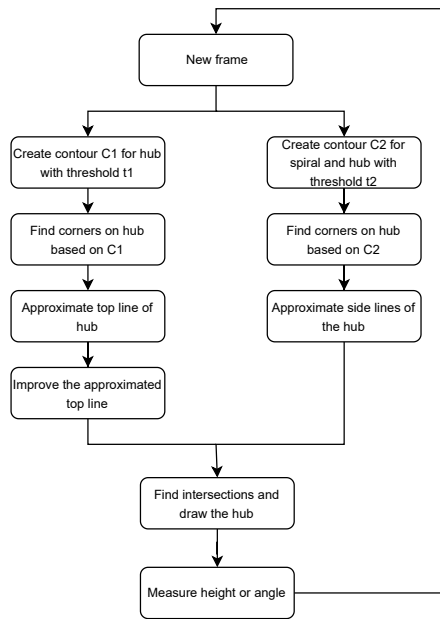 New frame
Create contour C1 for hub
with threshold t1
Create contour C2 for
spiral and hub with
threshold t2
Find corners on hub
based on C1
Find corners on hub
based on C2
Approximate top line of
hub
Approximate side lines of
the hub
Improve the approximated
top line
Find intersections and
draw the hub
Measure height or angle